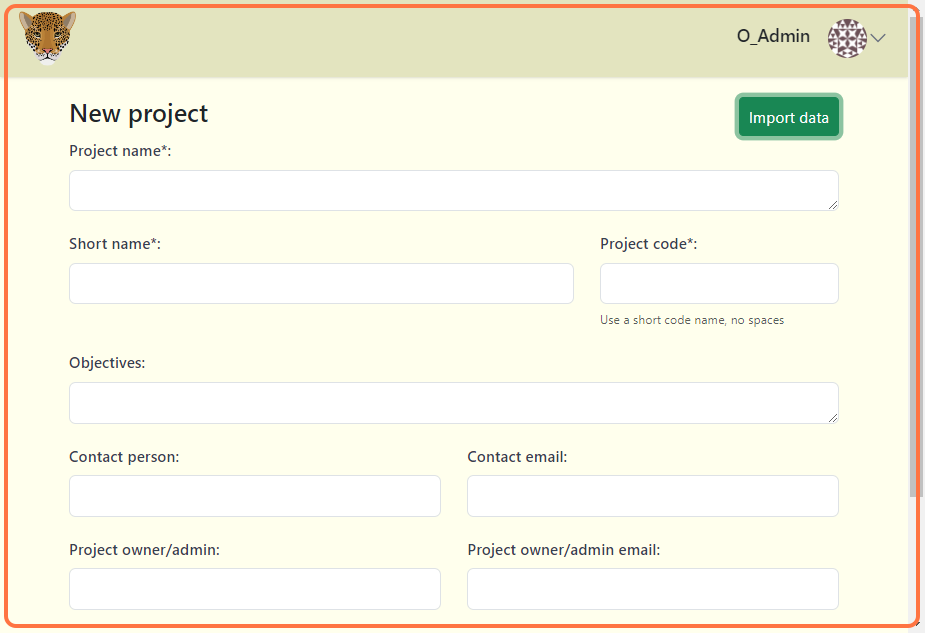 O_Admin
New project
Import data
Project name*:
Short name*:
Project code*:
Use a short code name, no spaces
Objectives:
Contact person:
Contact email:
Project owner/admin:
Project owner/admin email: